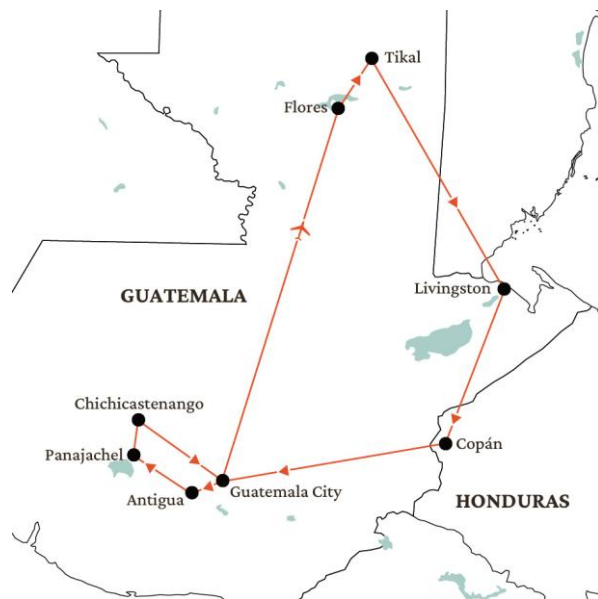 Tikal
Flores
Livingston
GUATEMALA
Chichicastenango
Copán
Panajachel
Guatemala City
Antigua
HONDURAS